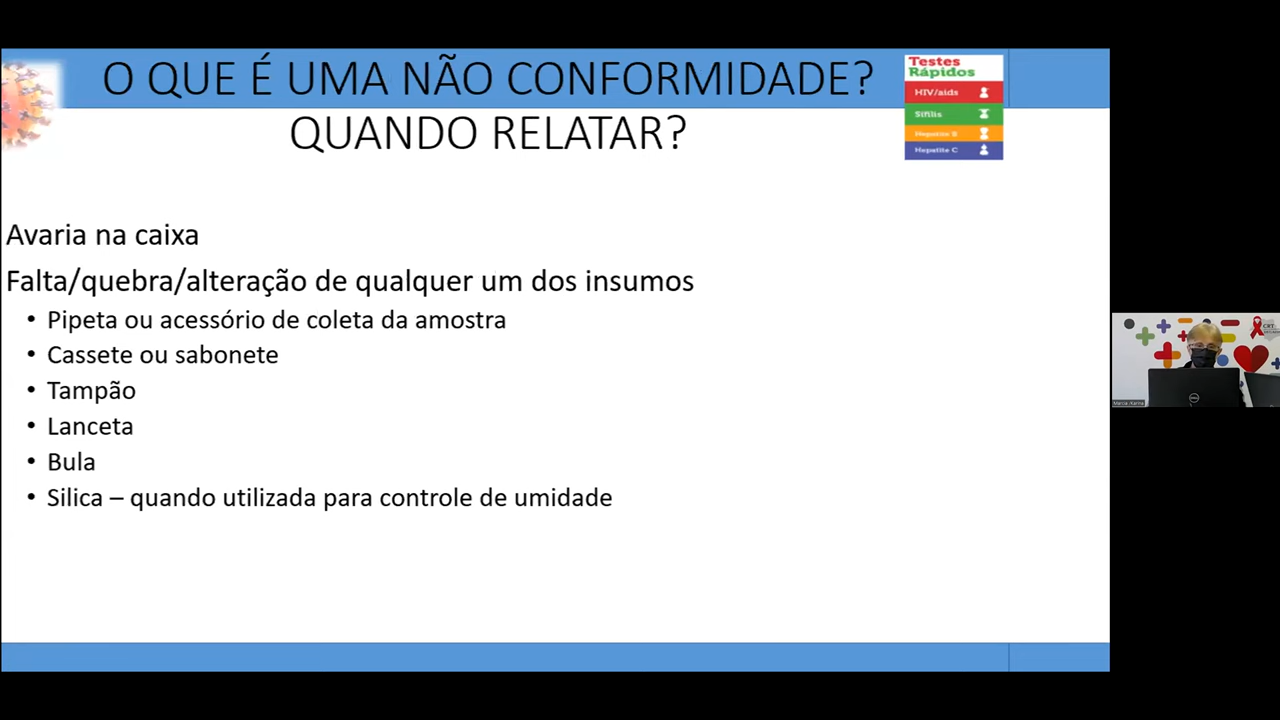 O QUE É UMA NÃO CONFORMIDADE?
QUANDO RELATAR?
Testes
Rápidos
HIV/aids
Sífilis
Hepatite B
Hepatite C
Avaria na caixa
Falta/quebra/alteração de qualquer um dos insumos
• Pipeta ou acessório de coleta da amostra
• Cassete ou sabonete
• Tampão
• Lanceta
• Bula
• Silica – quando utilizada para controle de umidade
CRT
DELL